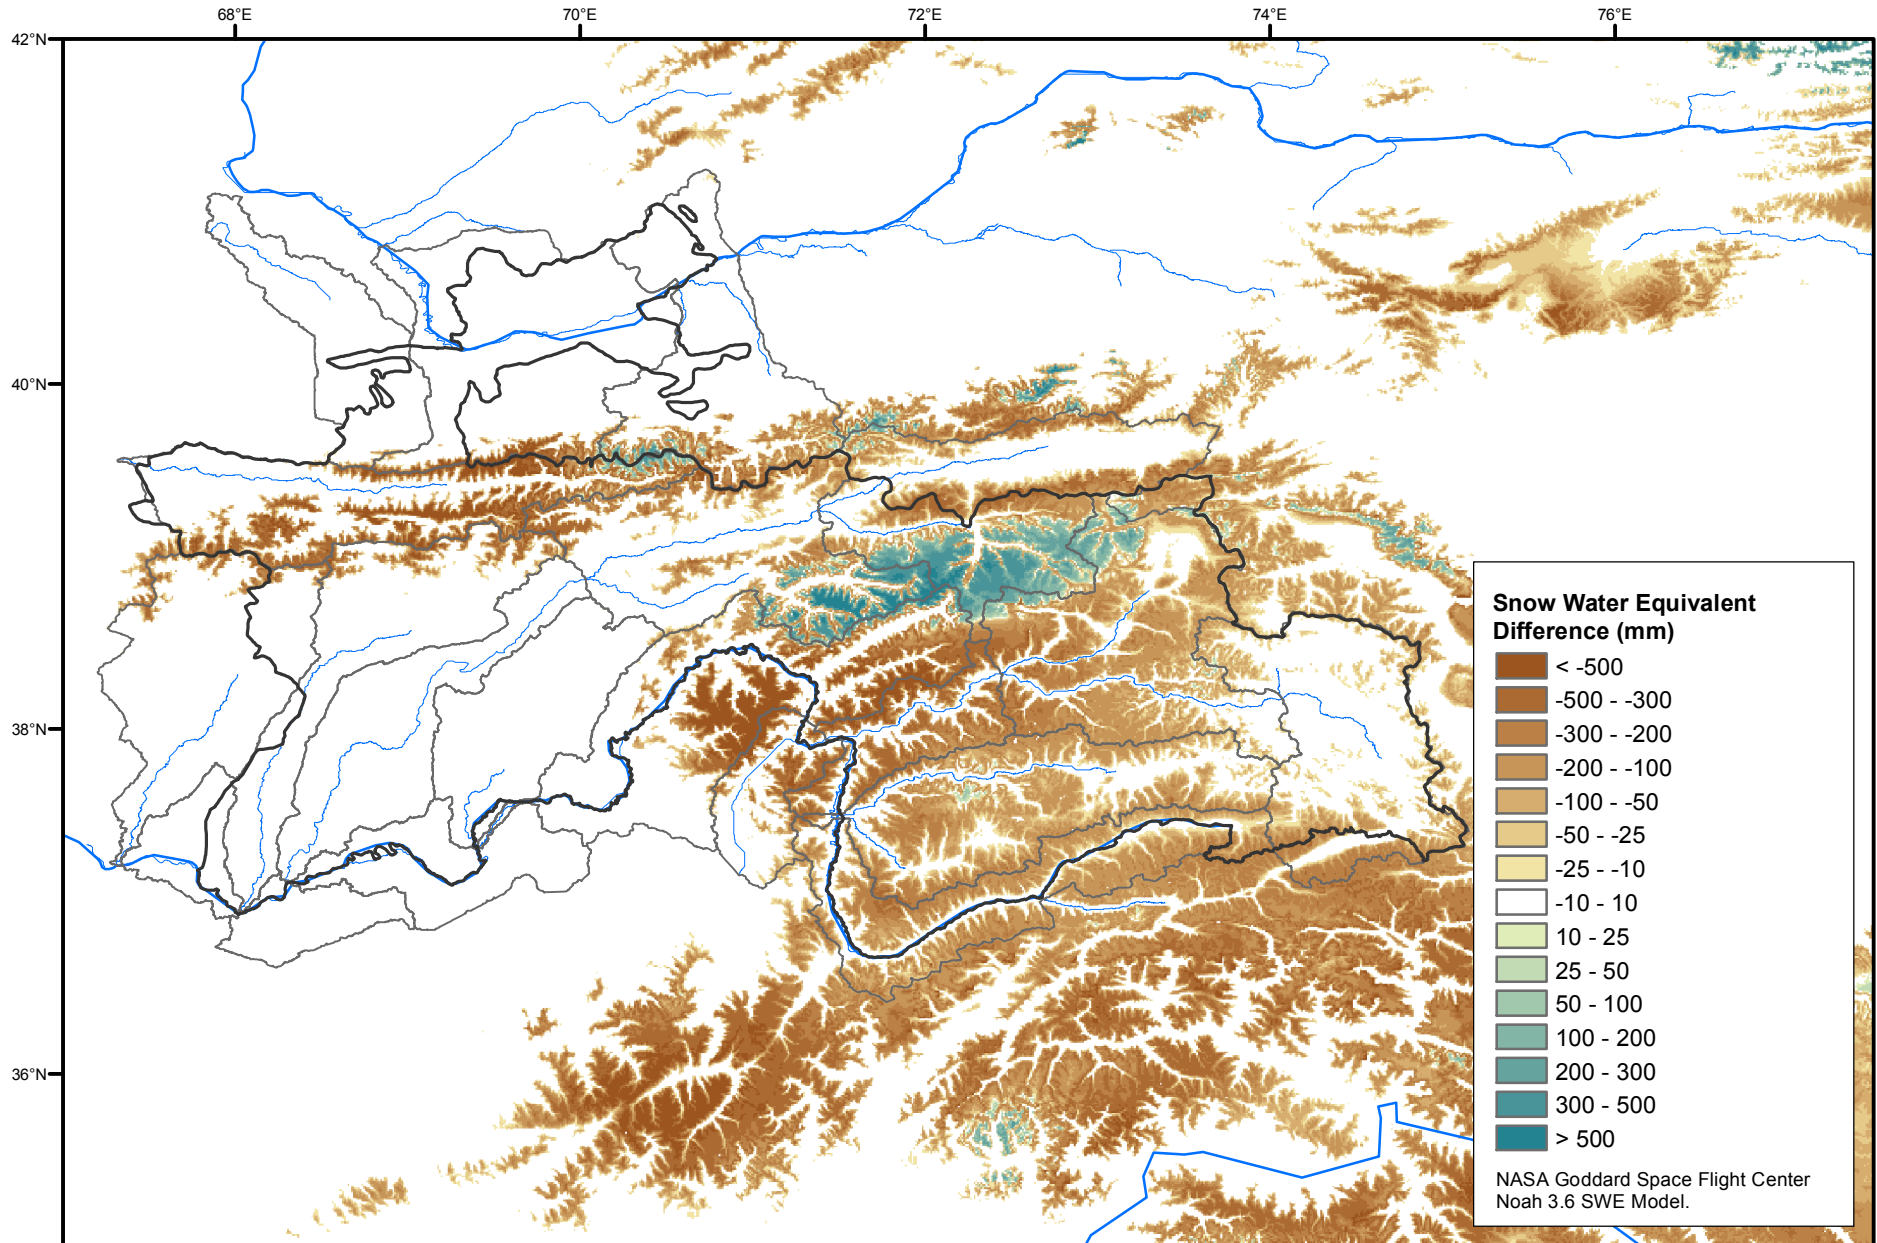 68°E
70°E
72°E
74°E
76°E
42°N
40°N
38°N
36°N
Snow Water Equivalent
Difference (mm)
< -500
-500 - -300
-300 - -200
-200 - -100
-100 - -50
-50 - -25
-25 - -10
-10 - 10
10 - 25
25 - 50
50 - 100
100 - 200
200 - 300
300 - 500
> 500
NASA Goddard Space Flight Center
Noah 3.6 SWE Model.